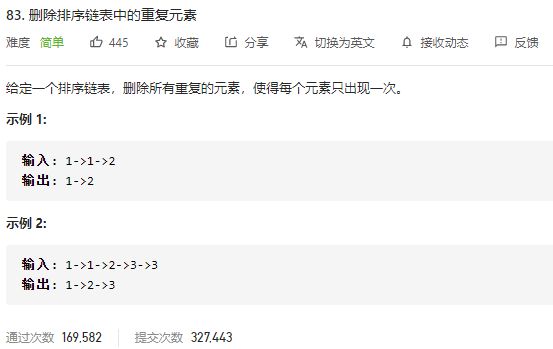 83. 删除排序链表中的重复元素
难度 简单 445 收藏 分享 切换为英文 接收动态 反馈
给定一个排序链表，删除所有重复的元素，使得每个元素只出现一次。
示例 1:
输入: 1->1->2
输出: 1->2
示例 2:
输入: 1->1->2->3->3
输出: 1->2->3
通过次数 169,582 提交次数 327,443